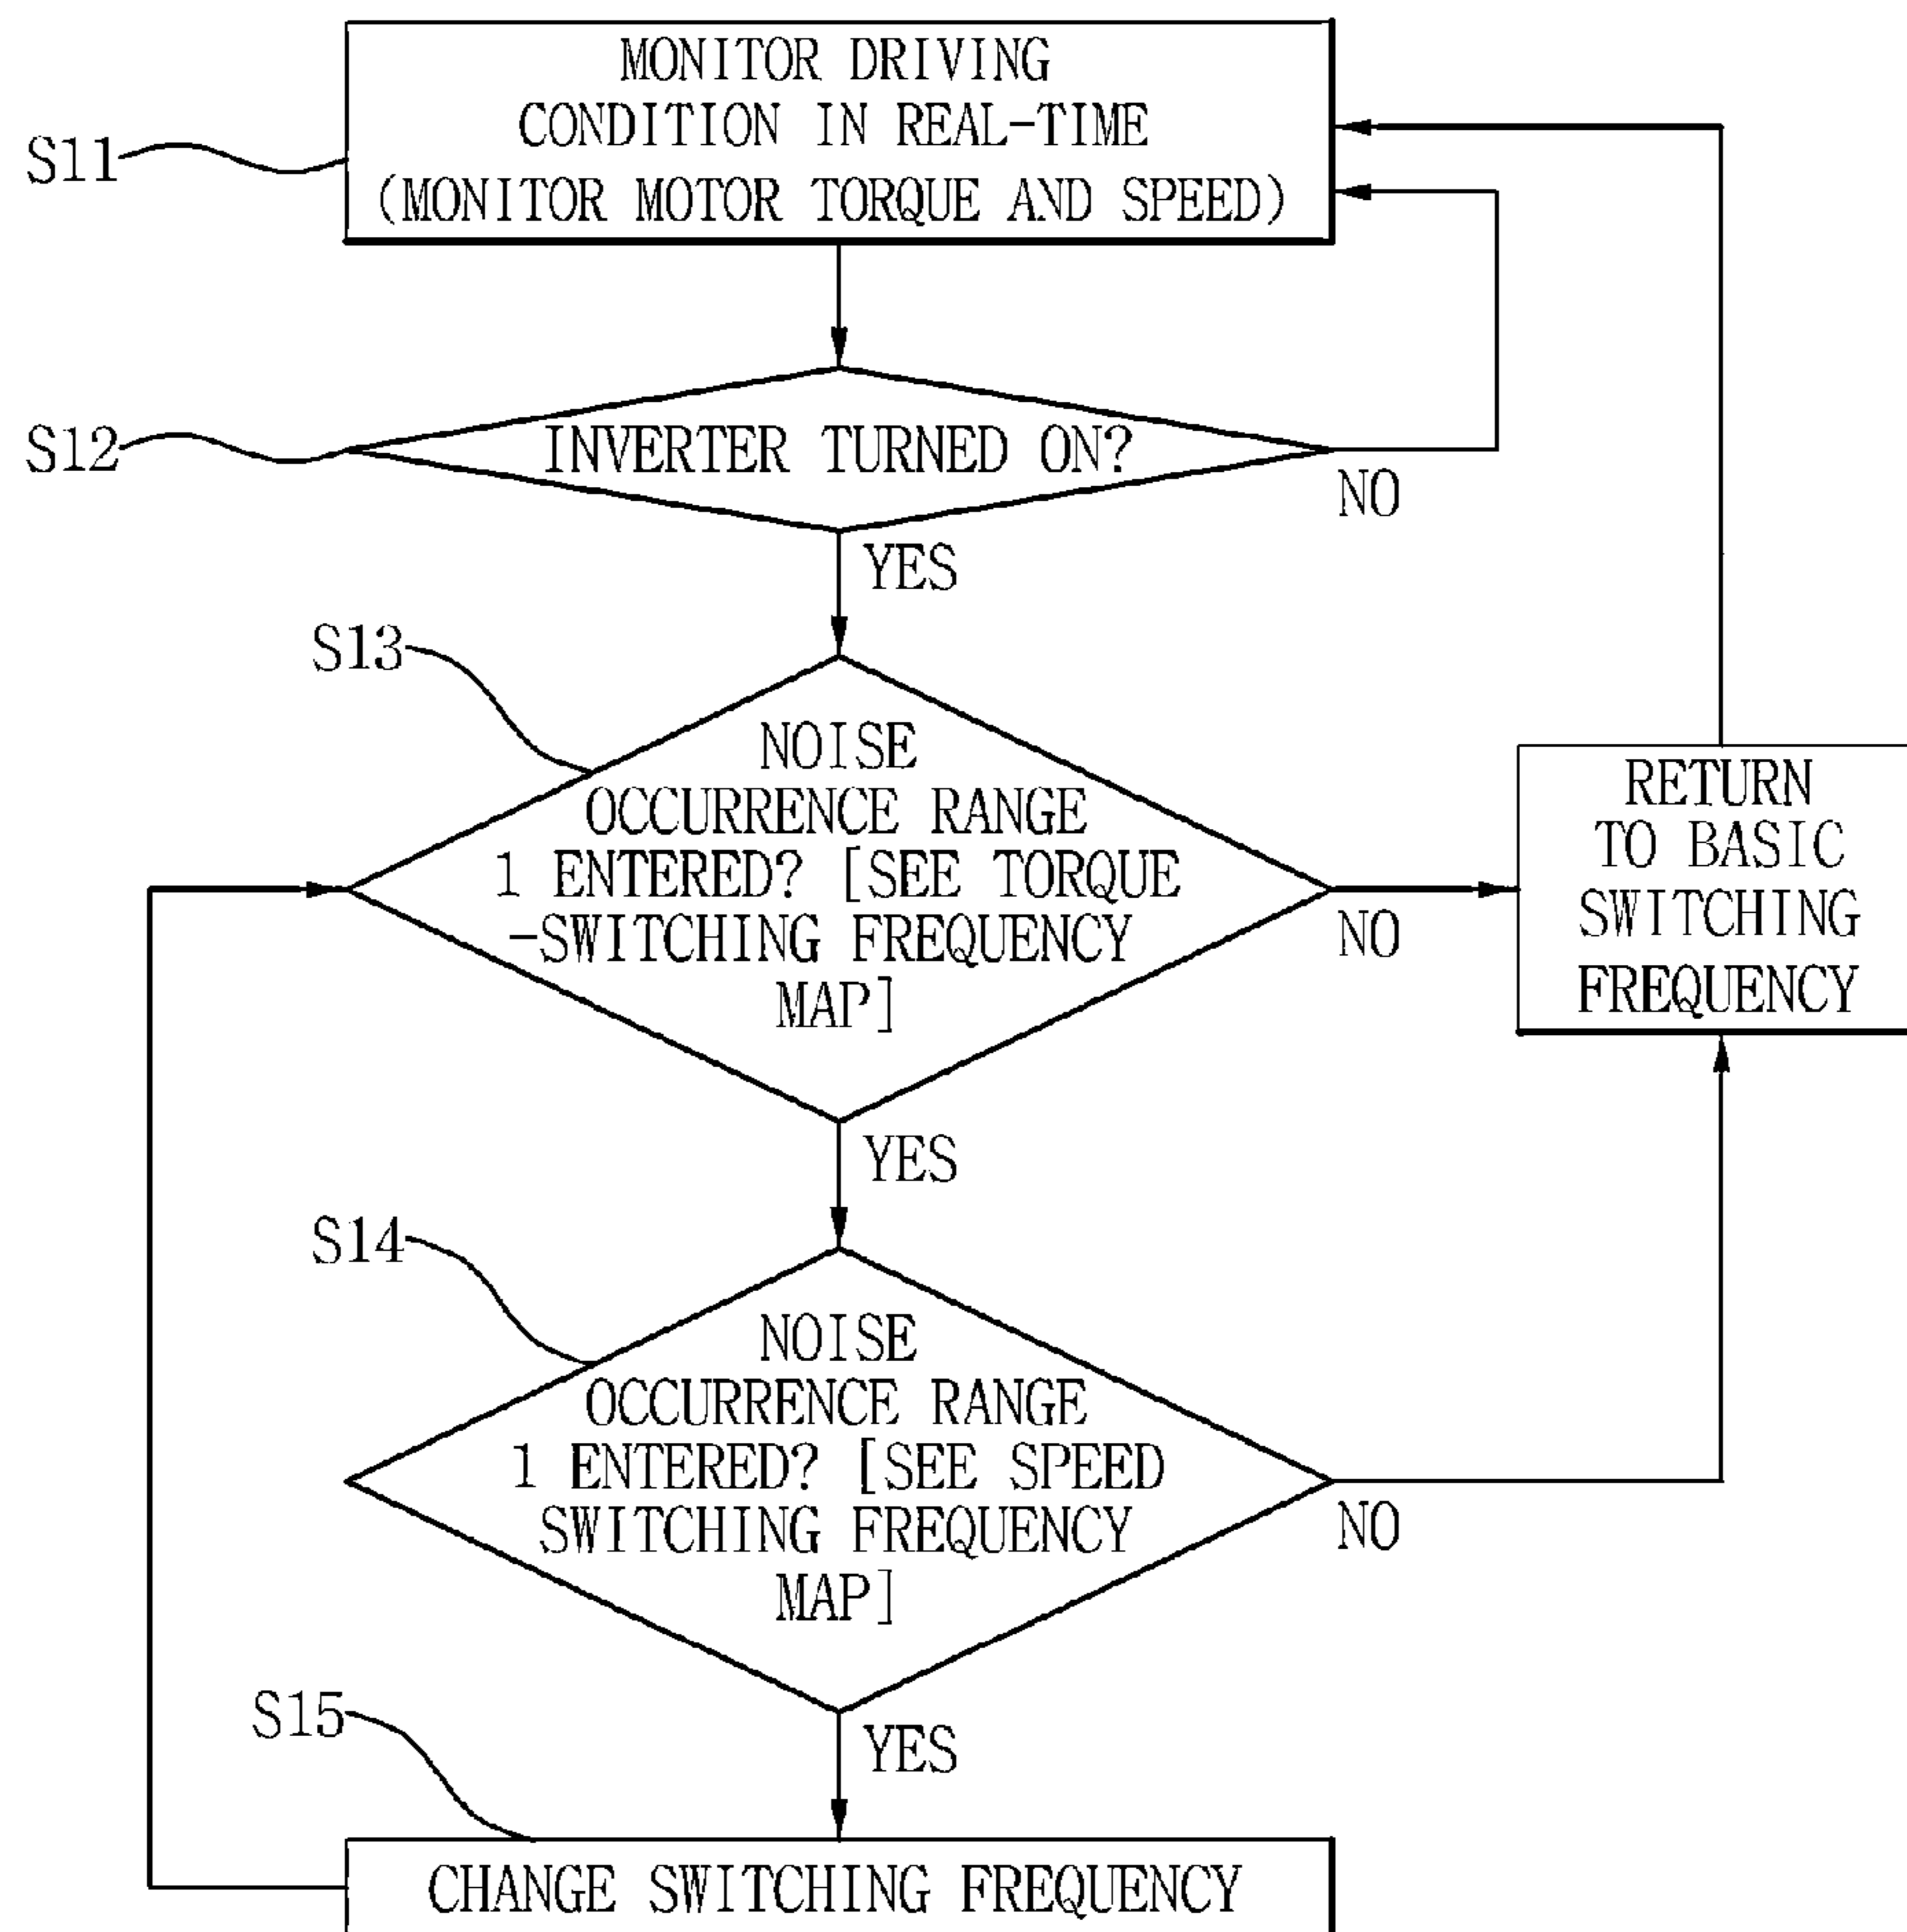 MONITOR DRIVING
CONDITION IN REAL-TIME
(MONITOR MOTOR TORQUE AND SPEED)
S11
S12
INVERTER TURNED ON?
NO
YES
S13
NOISE
OCCURRENCE RANGE
1 ENTERED? [SEE TORQUE
-SWITCHING FREQUENCY
MAP]
NO
RETURN
TO BASIC
SWITCHING
FREQUENCY
YES
S14
NOISE
OCCURRENCE RANGE
1 ENTERED? [SEE SPEED
SWITCHING FREQUENCY
MAP]
NO
YES
S15
CHANGE SWITCHING FREQUENCY